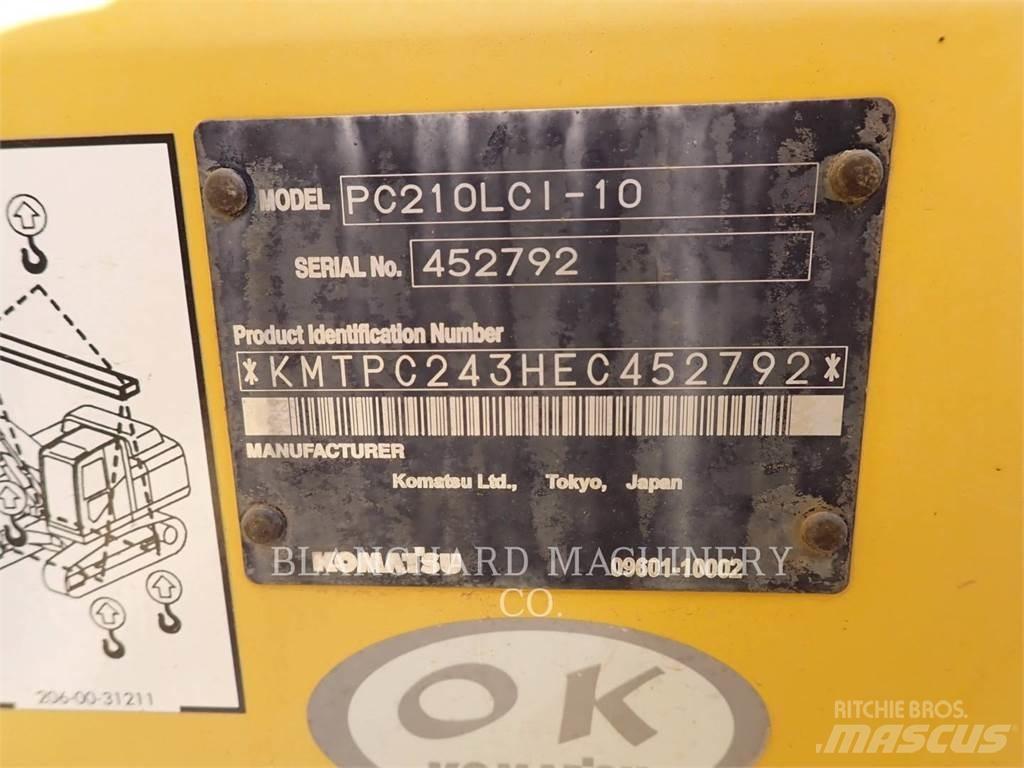 MODEL PC210LCI-10
SERIAL No. 452792
Product Identification Number
*KMTPC243HEC452792*
MANUFACTURER
Komatsu Ltd., Tokyo, Japan
KOMATSU 09601-10002
BLANCHARD MACHINERY
CO.
206-00-31211
OK
KOMATSU
RITCHIE BROS.
MASCUS